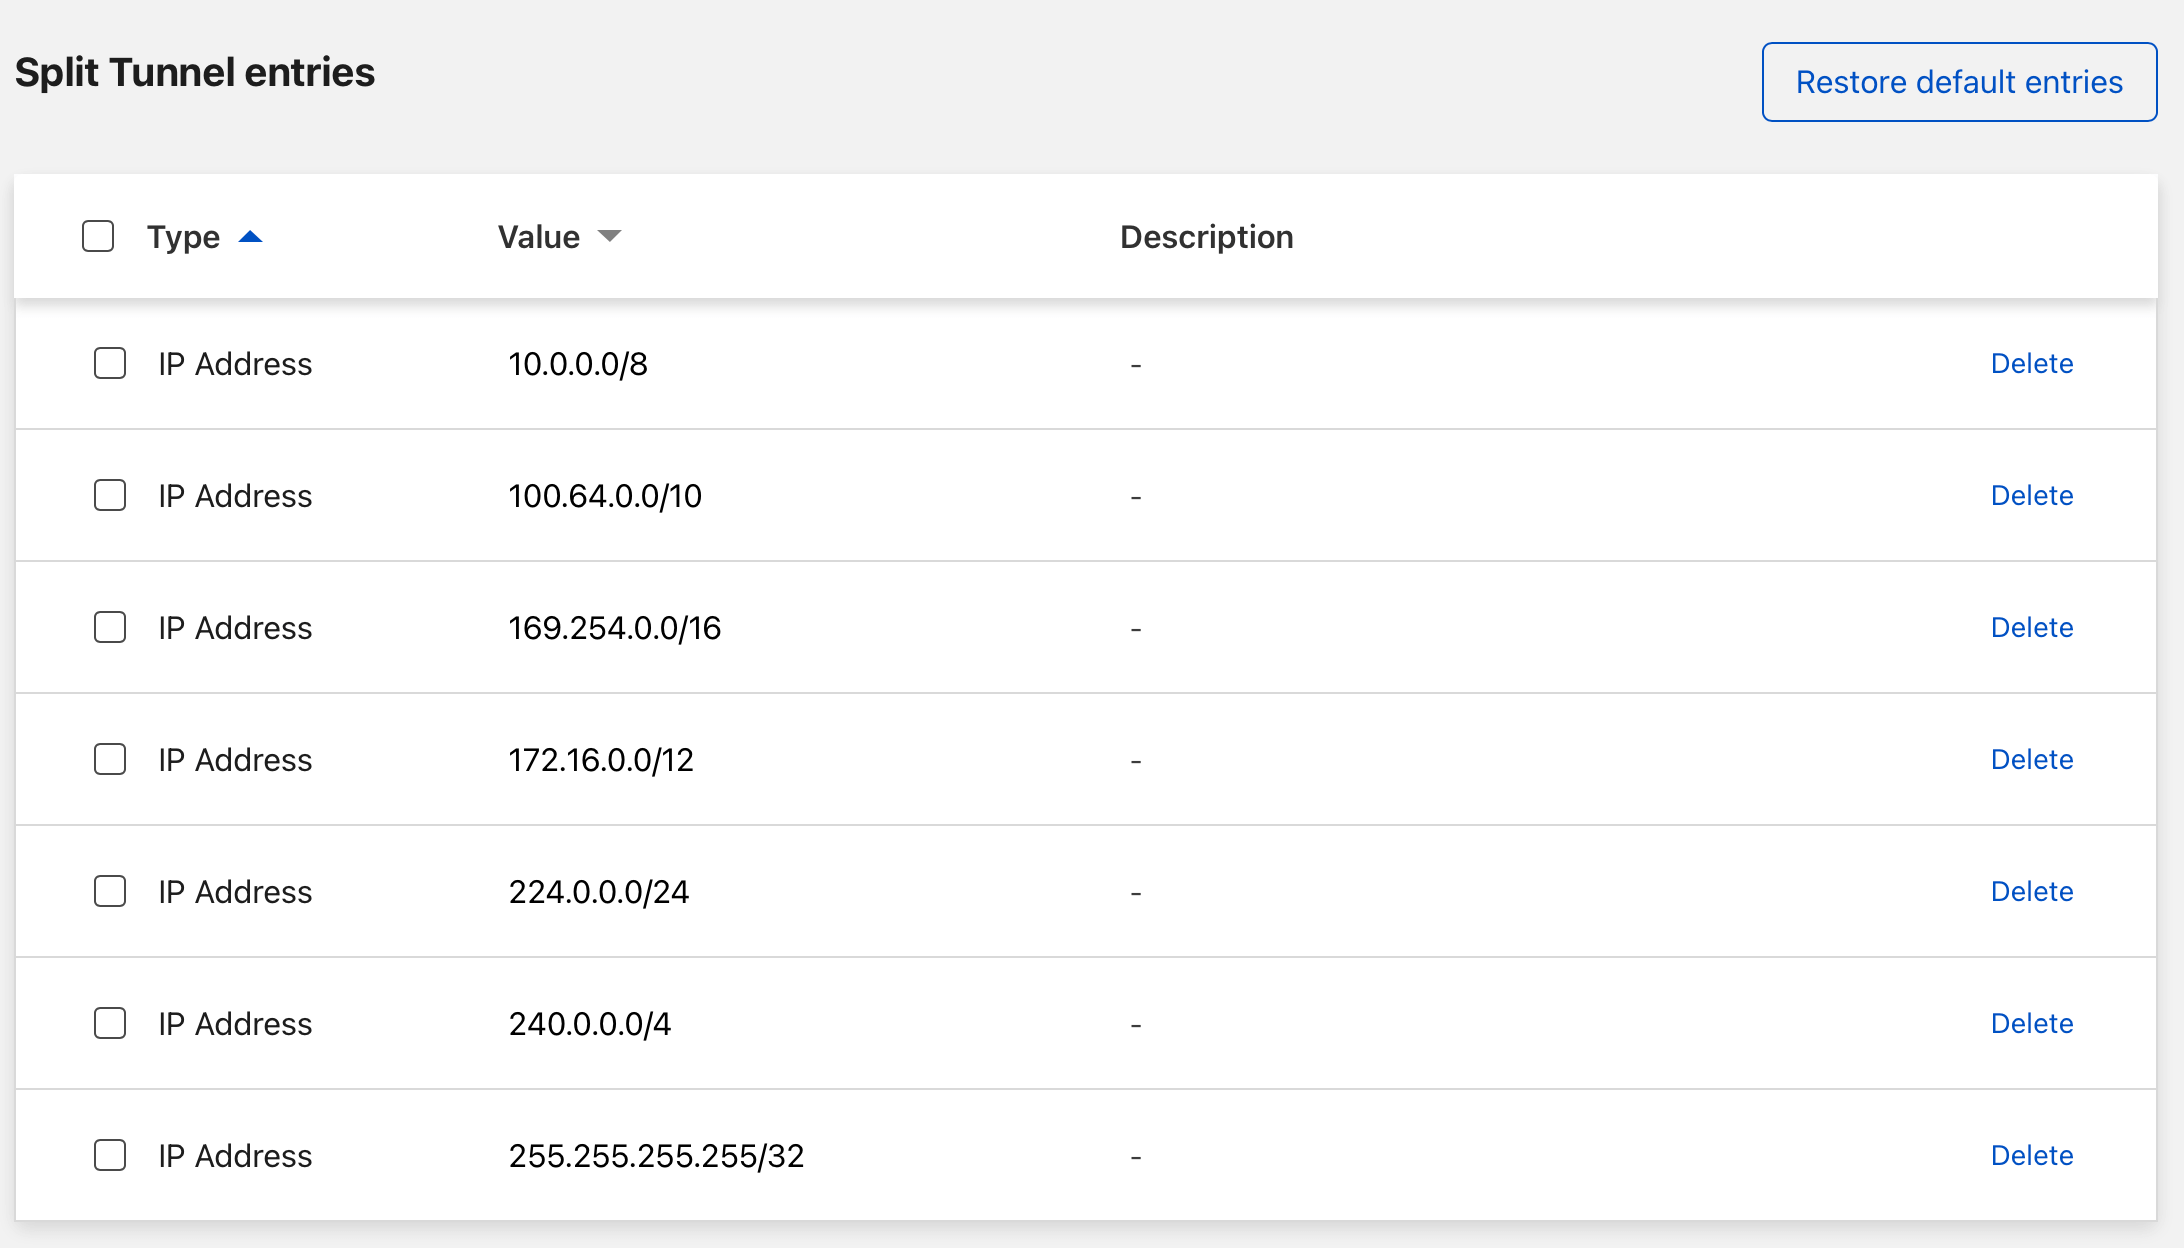 Split Tunnel entries
Restore default entries
Type Value Description
IP Address 10.0.0.0/8 - Delete
IP Address 100.64.0.0/10 - Delete
IP Address 169.254.0.0/16 - Delete
IP Address 172.16.0.0/12 - Delete
IP Address 224.0.0.0/24 - Delete
IP Address 240.0.0.0/4 - Delete
IP Address 255.255.255.255/32 - Delete